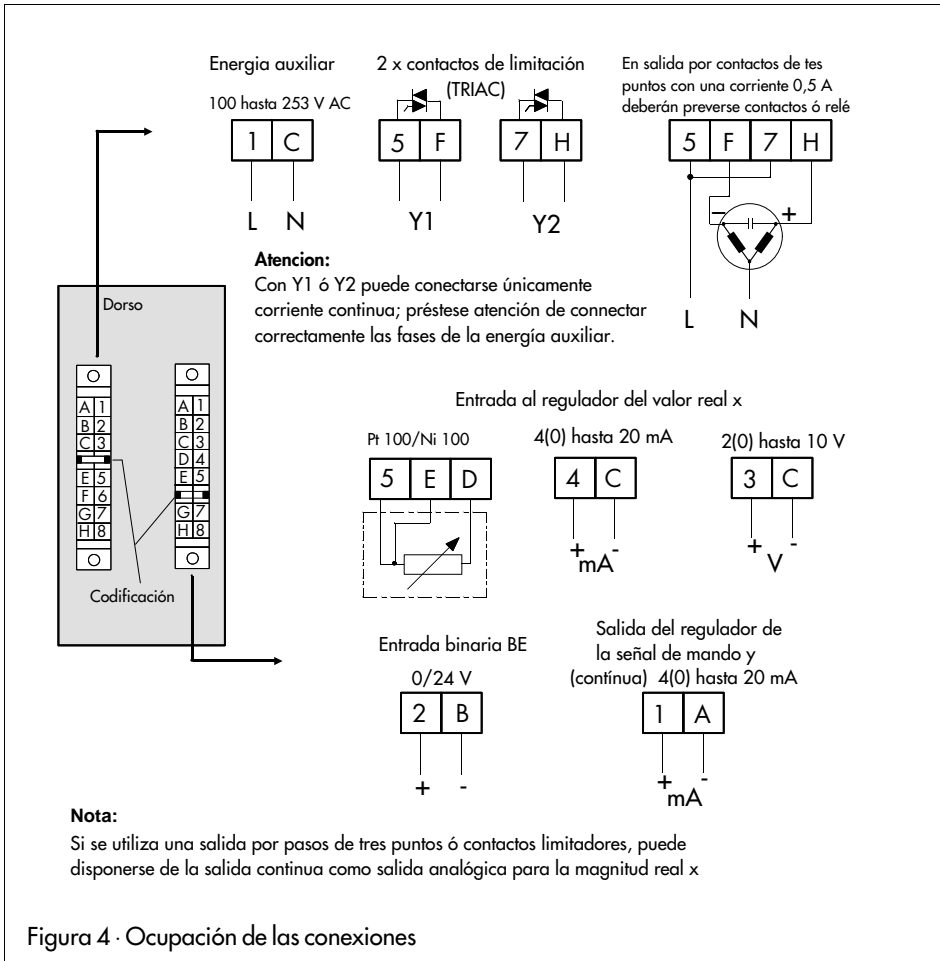 Energia auxiliar
100 hasta 253 V AC
1 C
L N
2 x contactos de limitación
(TRIAC)
5 F
Y1
7 H
Y2
En salida por contactos de tes
puntos con una corriente 0,5 A
deberán preverse contactos ó relé
5 F 7 H
− +
L N
Atencion:
Con Y1 ó Y2 puede conectarse únicamente
corriente continua; préstese atención de connectar
correctamente las fases de la energía auxiliar.
Dorso
A 1
B 2
C 3
E 5
F 6
G 7
H 8
A 1
B 2
C 3
D 4
E 5
G 7
H 8
Codificación
Entrada al regulador del valor real x
Pt 100/Ni 100
5 E D
4(0) hasta 20 mA
4 C
+ -
mA
2(0) hasta 10 V
3 C
+ -
V
Entrada binaria BE
0/24 V
2 B
+ -
Salida del regulador de
la señal de mando y
(contínua) 4(0) hasta 20 mA
1 A
+ -
mA
Nota:
Si se utiliza una salida por pasos de tres puntos ó contactos limitadores, puede
disponerse de la salida continua como salida analógica para la magnitud real x
Figura 4 · Ocupación de las conexiones